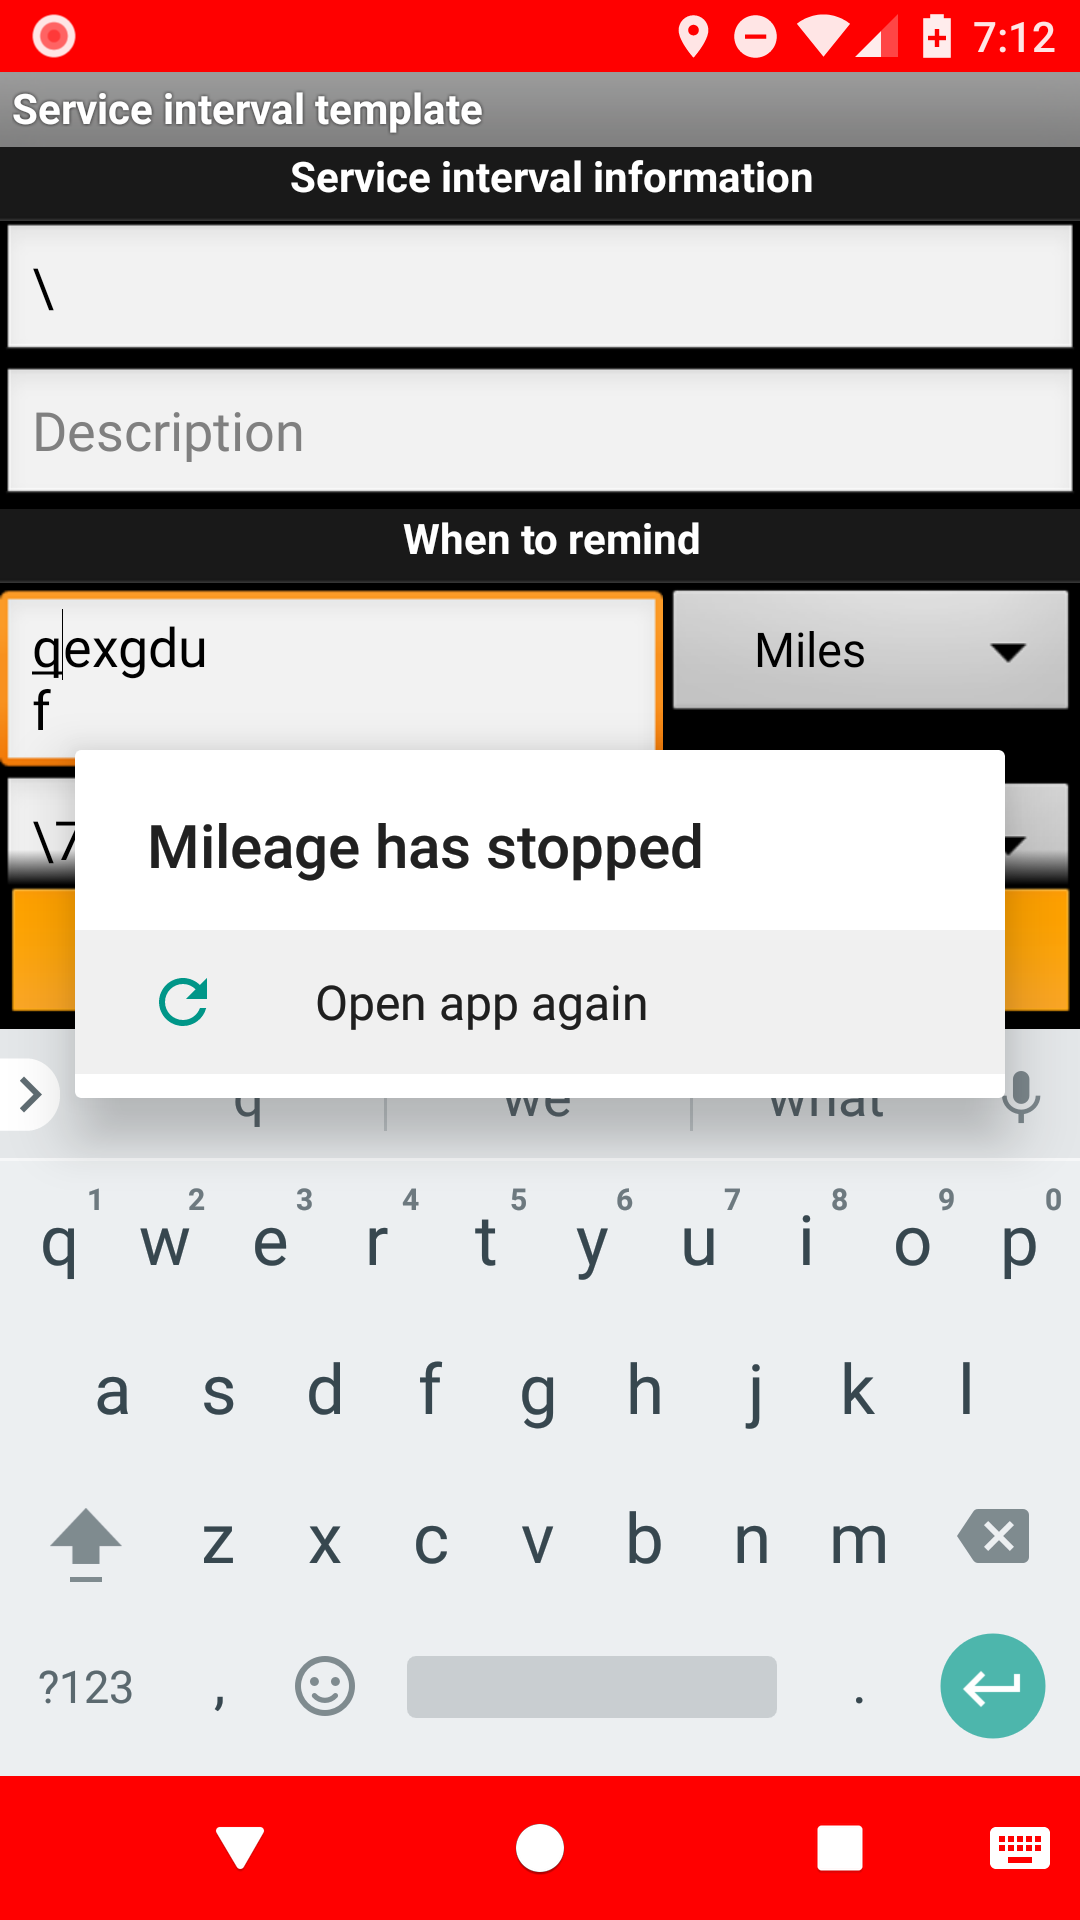 7:12
Service interval template
Service interval information
\
Description
When to remind
qexgdu
f
Miles
\7
Mileage has stopped
Open app again
q we what
1 2 3 4 5 6 7 8 9 0
q w e r t y u i o p
a s d f g h j k l
z x c v b n m
?123 , .